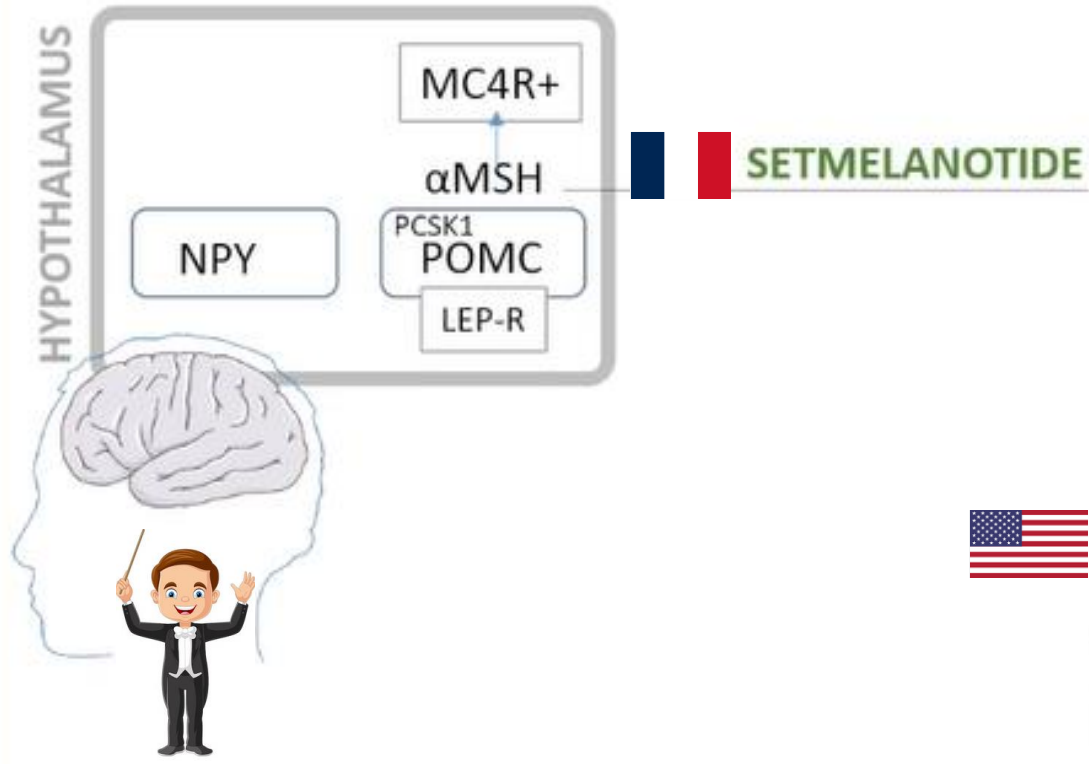 HYPOTHALAMUS
MC4R+
αMSH
SETMELANOTIDE
NPY
PCSK1
POMC
LEP-R